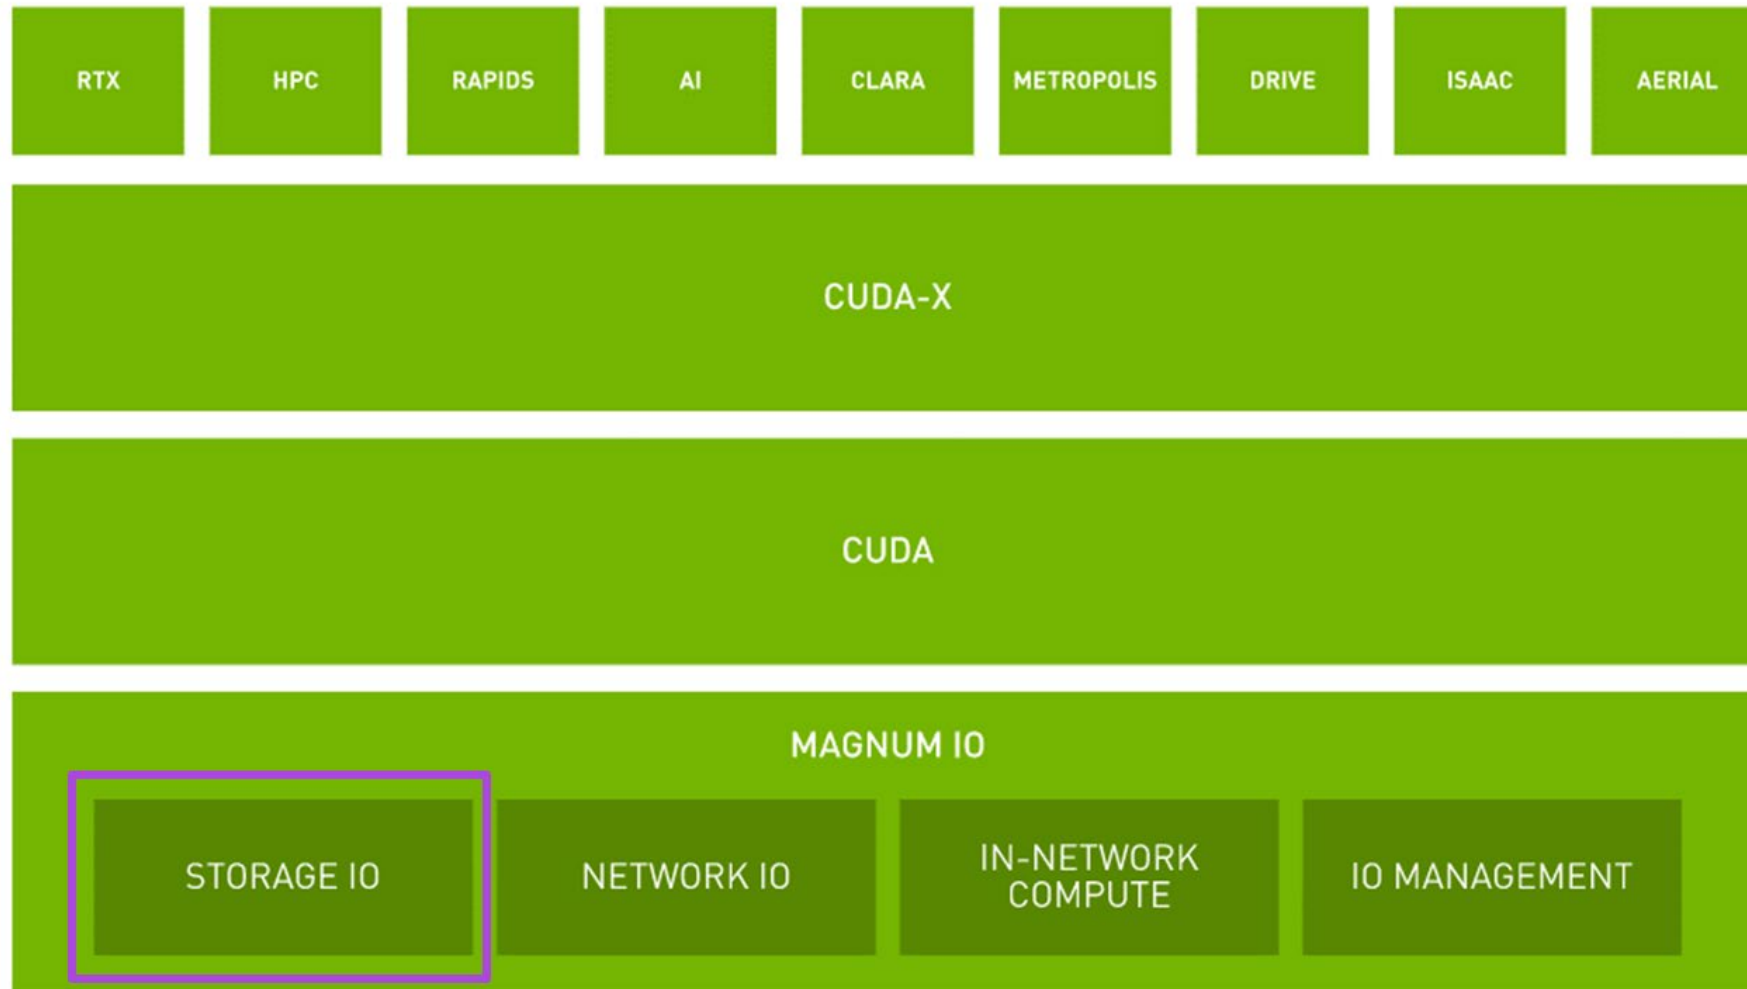 RTX
HPC
RAPIDS
AI
CLARA
METROPOLIS
DRIVE
ISAAC
AERIAL
CUDA-X
CUDA
MAGNUM IO
STORAGE IO
NETWORK IO
IN-NETWORK
COMPUTE
IO MANAGEMENT